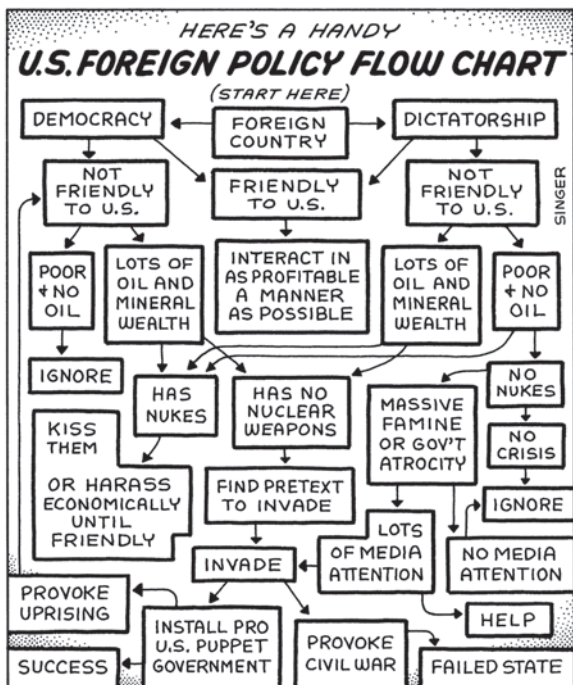 HERE'S A HANDY
U.S. FOREIGN POLICY FLOW CHART
(START HERE)
DEMOCRACY
FOREIGN
COUNTRY
DICTATORSHIP
NOT
FRIENDLY
TO U.S.
FRIENDLY
TO U.S.
NOT
FRIENDLY
TO U.S.
SINGER
POOR
+ NO
OIL
LOTS OF
OIL AND
MINERAL
WEALTH
INTERACT IN
AS PROFITABLE
A MANNER
AS POSSIBLE
LOTS OF
OIL AND
MINERAL
WEALTH
POOR
+ NO
OIL
IGNORE
HAS
NUKES
HAS NO
NUCLEAR
WEAPONS
MASSIVE
FAMINE
OR GOV'T
ATROCITY
NO
NUKES
NO
CRISIS
KISS
THEM
OR HARASS
ECONOMICALLY
UNTIL
FRIENDLY
FIND PRETEXT
TO INVADE
IGNORE
INVADE
LOTS
OF MEDIA
ATTENTION
NO MEDIA
ATTENTION
PROVOKE
UPRISING
INSTALL PRO
U.S. PUPPET
GOVERNMENT
PROVOKE
CIVIL WAR
HELP
SUCCESS
FAILED STATE